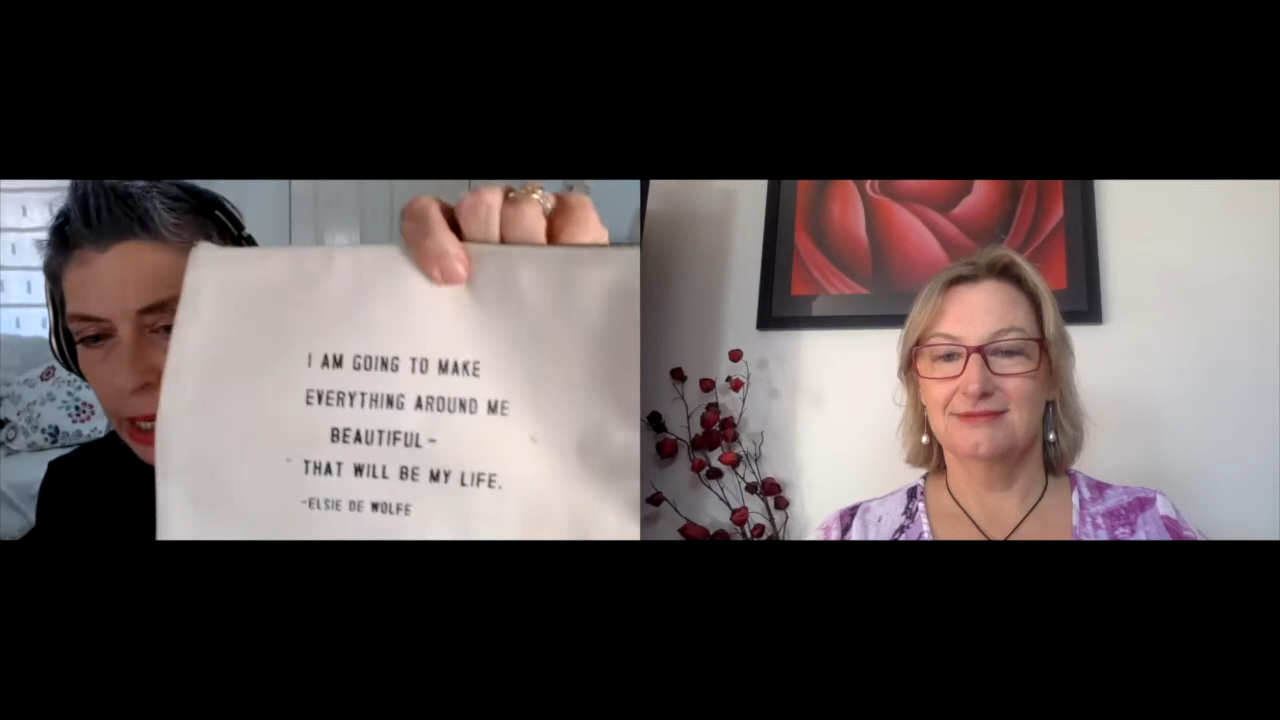 I AM GOING TO MAKE
EVERYTHING AROUND ME
BEAUTIFUL-
THAT WILL BE MY LIFE.
-ELSIE DE WOLFE